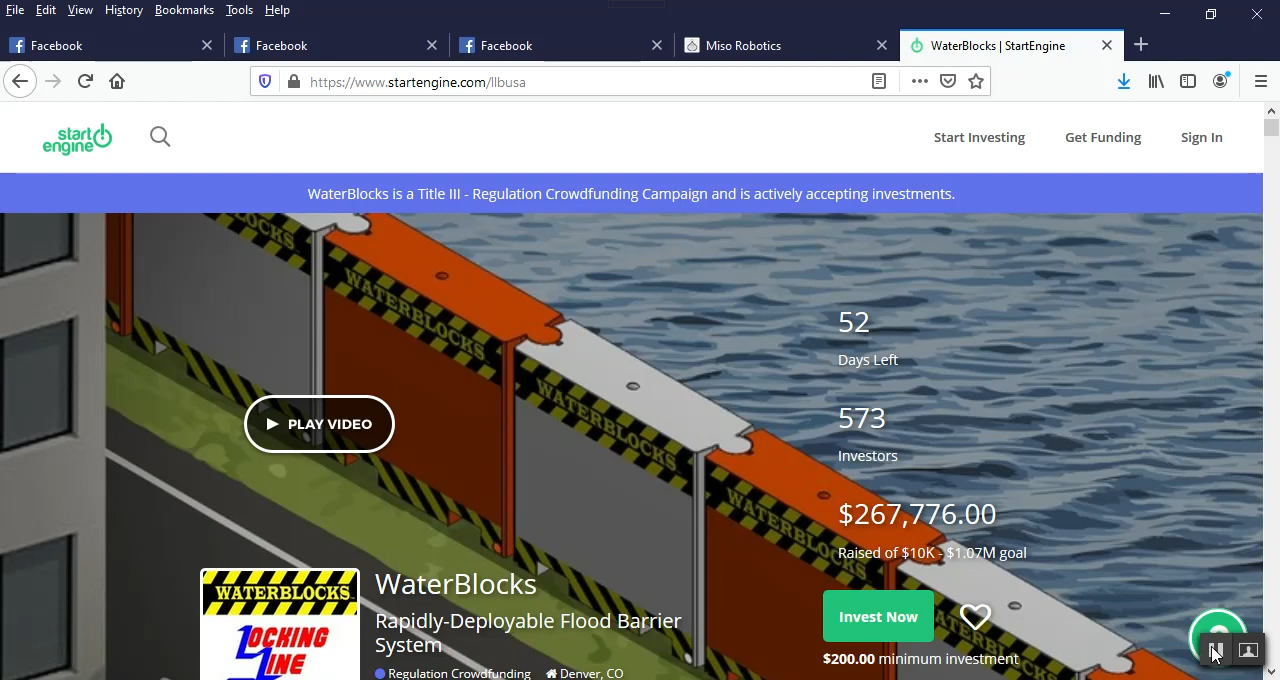 File Edit View History Bookmarks Tools Help
Facebook
Facebook
Facebook
Miso Robotics
WaterBlocks | StartEngine
https://www.startengine.com/llbusa
start engine
Start Investing
Get Funding
Sign In
WaterBlocks is a Title III - Regulation Crowdfunding Campaign and is actively accepting investments.
WATERBLOCKS
WATERBLOCKS
WATERBLOCKS
52
Days Left
573
Investors
$267,776.00
Raised of $10K - $1.07M goal
PLAY VIDEO
WATERBLOCKS
LOCKING
LINE
WaterBlocks
Rapidly-Deployable Flood Barrier
System
Regulation Crowdfunding
Denver, CO
Invest Now
$200.00 minimum investment